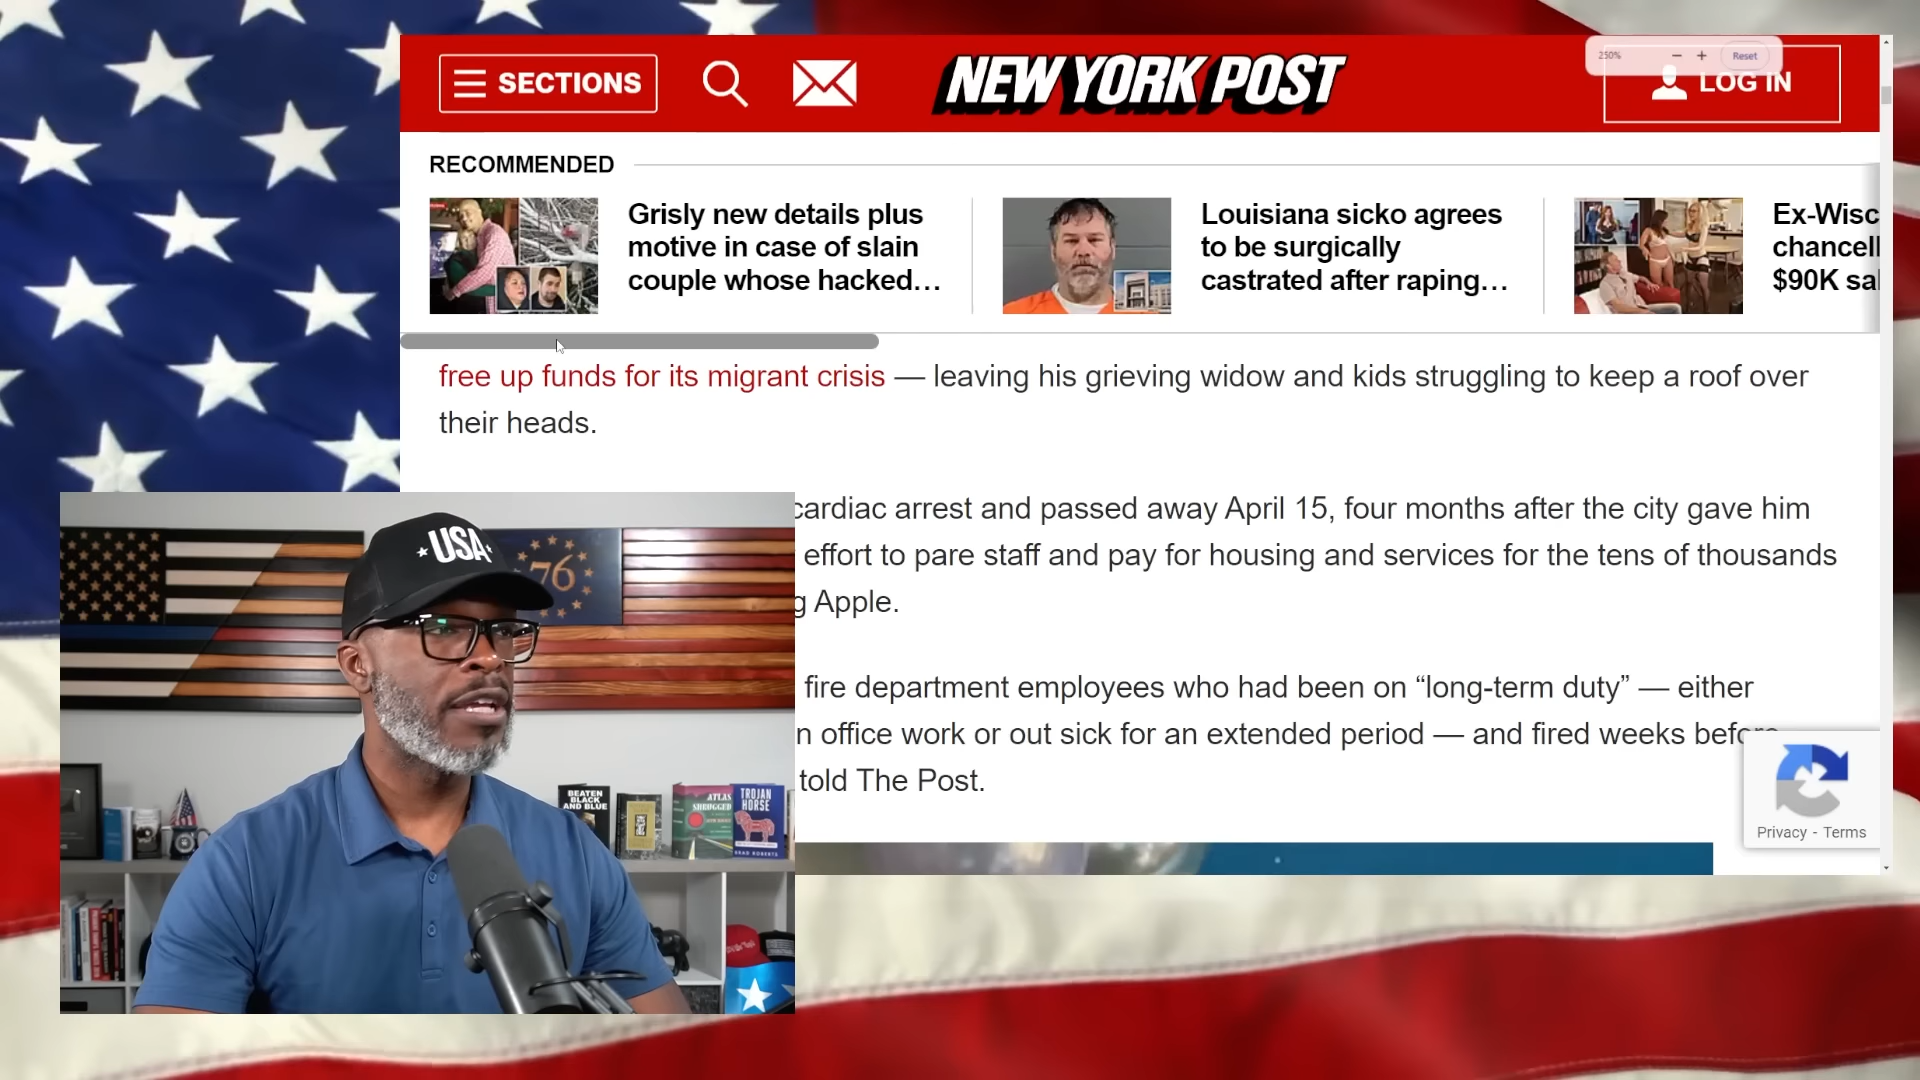 250%
Reset
SECTIONS
NEW YORK POST
LOG IN
RECOMMENDED
Grisly new details plus
motive in case of slain
couple whose hacked…
Louisiana sicko agrees
to be surgically
castrated after raping…
Ex-Wisc
chancell
$90K sal
free up funds for its migrant crisis — leaving his grieving widow and kids struggling to keep a roof over
their heads.
cardiac arrest and passed away April 15, four months after the city gave him
effort to pare staff and pay for housing and services for the tens of thousands
g Apple.
fire department employees who had been on “long-term duty” — either
n office work or out sick for an extended period — and fired weeks before
told The Post.
Privacy - Terms
USA
76
BEATEN
BLACK
AND BLUE
ATLAS
SHRUGGED
TROJAN
HORSE
BRAD ROBERTS